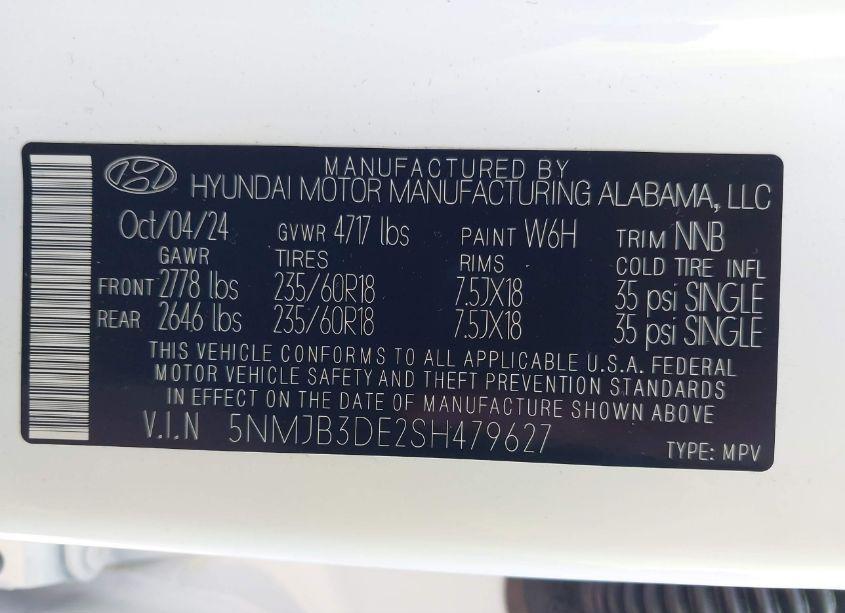 MANUFACTURED BY
HYUNDAI MOTOR MANUFACTURING ALABAMA, LLC
Oct/04/24 GVWR 4717 lbs PAINT W6H TRIM NNB
GAWR TIRES RIMS COLD TIRE INFL
FRONT 2778 lbs 235/60R18 7.5JX18 35 psi SINGLE
REAR 2646 lbs 235/60R18 7.5JX18 35 psi SINGLE
THIS VEHICLE CONFORMS TO ALL APPLICABLE U.S.A. FEDERAL
MOTOR VEHICLE SAFETY AND THEFT PREVENTION STANDARDS
IN EFFECT ON THE DATE OF MANUFACTURE SHOWN ABOVE
V.I.N 5NMJB3DE2SH479627
TYPE: MPV